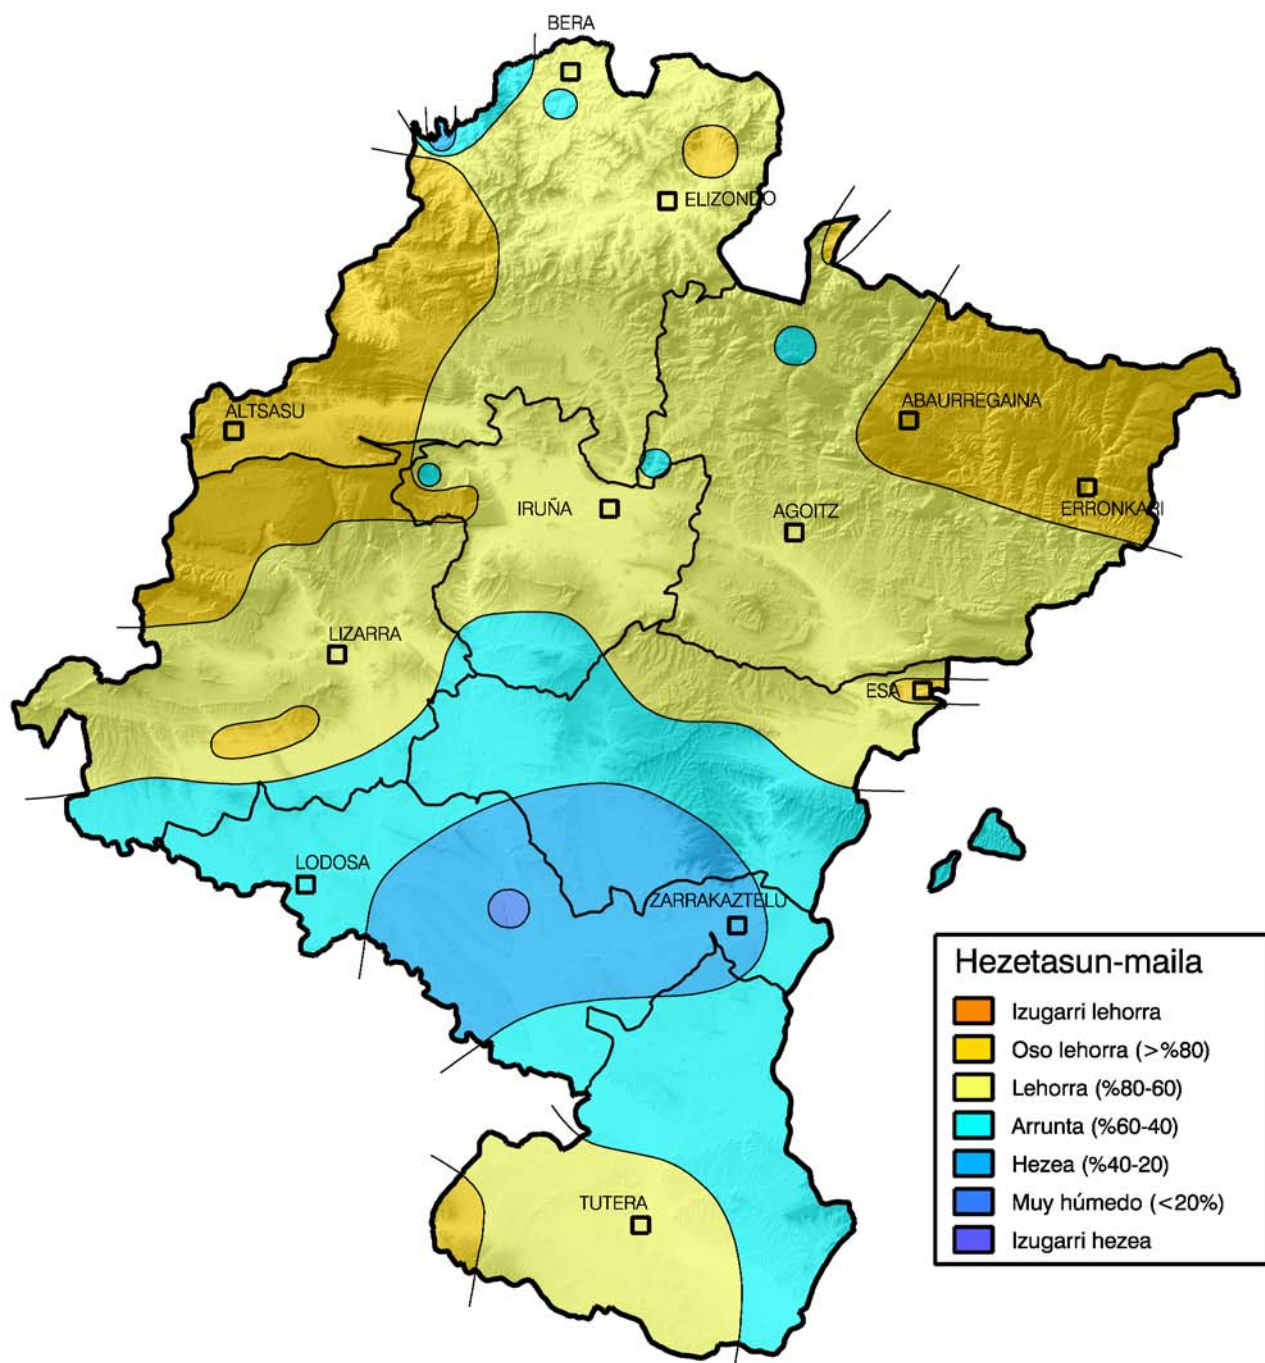 BERA
ELIZONDO
ALTSASU
ABAURREGAINA
IRUÑA
AGOITZ
ERRONKARI
LIZARRA
ESA
LODOSA
ZARRAKAZTELU
TUTERA
Hezetasun-maila
Izugarri lehorra
Oso lehorra (>%80)
Lehorra (%80-60)
Arrunta (%60-40)
Hezea (%40-20)
Muy húmedo (<20%)
Izugarri hezea